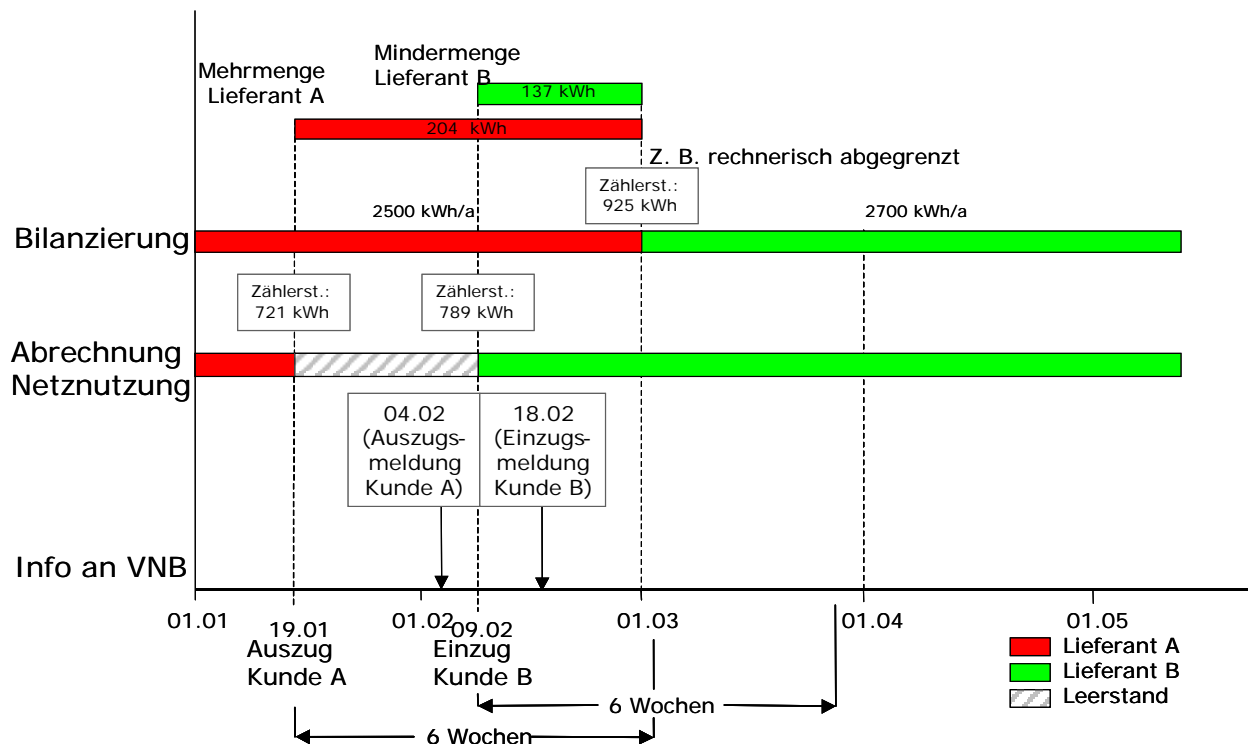 Mindermenge
Lieferant B
Mehrmenge
Lieferant A
137 kWh
204 kWh
Z. B. rechnerisch abgegrenzt
Zählerst.:
925 kWh
2500 kWh/a
2700 kWh/a
Bilanzierung
Zählerst.:
721 kWh
Zählerst.:
789 kWh
Abrechnung
Netznutzung
04.02
(Auszugs-
meldung
Kunde A)
18.02
(Einzugs-
meldung
Kunde B)
Info an VNB
01.01
19.01
01.02
09.02
01.03
01.04
01.05
Auszug
Kunde A
Einzug
Kunde B
Lieferant A
Lieferant B
Leerstand
6 Wochen
6 Wochen